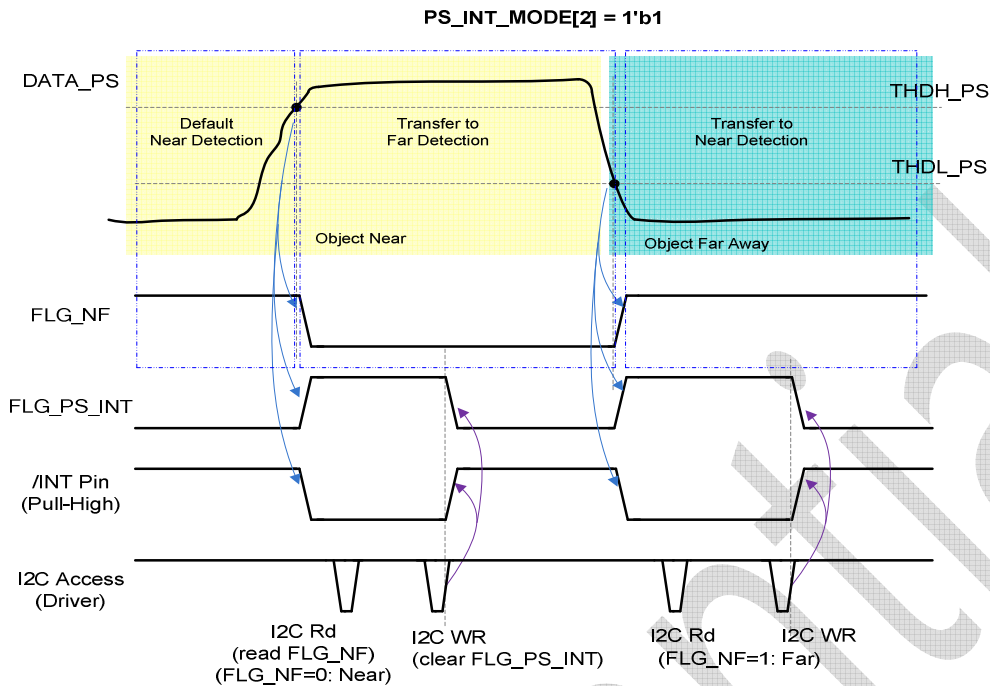 PS_INT_MODE[2] = 1'b1
DATA_PS
THDH_PS
Default
Near Detection
Transfer to
Far Detection
Transfer to
Near Detection
THDL_PS
Object Near
Object Far Away
FLG_NF
FLG_PS_INT
/INT Pin
(Pull-High)
I2C Access
(Driver)
I2C Rd
(read FLG_NF)
(FLG_NF=0: Near)
I2C WR
(clear FLG_PS_INT)
I2C Rd
(FLG_NF=1: Far)
I2C WR